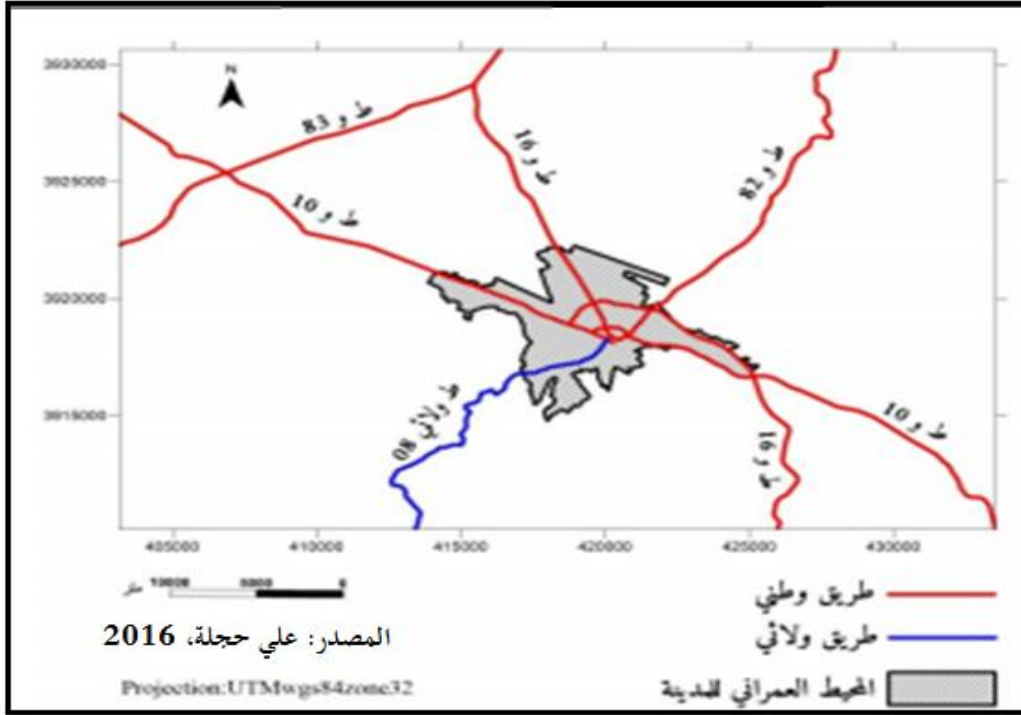 N
3930000
ط و 83
ط و 16
ط و 82
3925000
ط و 10
3920000
3915000
ط ولائي 08
ط و 16
ط و 10
405000 410000 415000 420000 425000 430000
10000 5000 0 متر
طريق وطني
طريق ولائي
المحيط العمراني للمدينة
المصدر: علي حجلة، 2016
Projection:UTMwgs84zone32